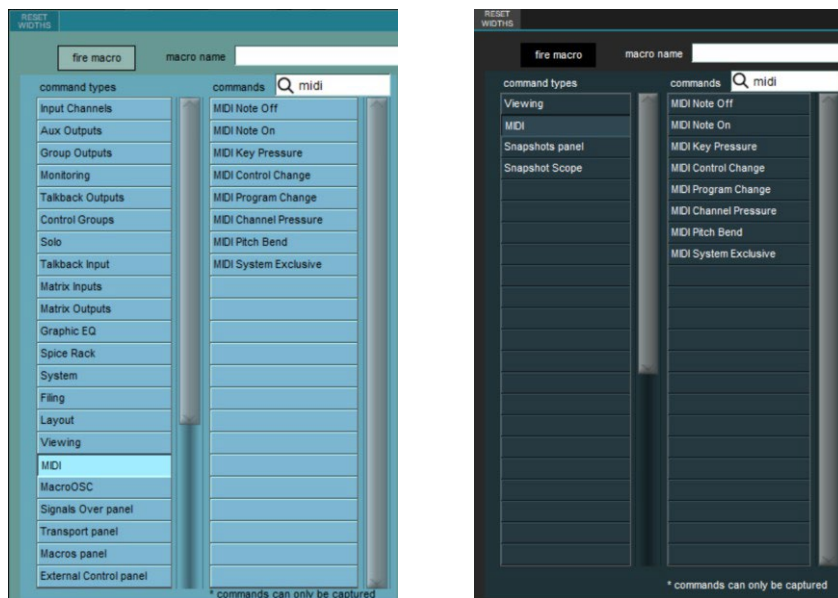 RESET
WIDTHS
fire macro
macro name
command types
commands
midi
Input Channels
Aux Outputs
Group Outputs
Monitoring
Talkback Outputs
Control Groups
Solo
Talkback Input
Matrix Inputs
Matrix Outputs
Graphic EQ
Spice Rack
System
Filing
Layout
Viewing
MIDI
MacroOSC
Signals Over panel
Transport panel
Macros panel
External Control panel
MIDI Note Off
MIDI Note On
MIDI Key Pressure
MIDI Control Change
MIDI Program Change
MIDI Channel Pressure
MIDI Pitch Bend
MIDI System Exclusive
* commands can only be captured
RESET
WIDTHS
fire macro
macro name
command types
commands
midi
Viewing
MIDI
Snapshots panel
Snapshot Scope
MIDI Note Off
MIDI Note On
MIDI Key Pressure
MIDI Control Change
MIDI Program Change
MIDI Channel Pressure
MIDI Pitch Bend
MIDI System Exclusive
* commands can only be captured